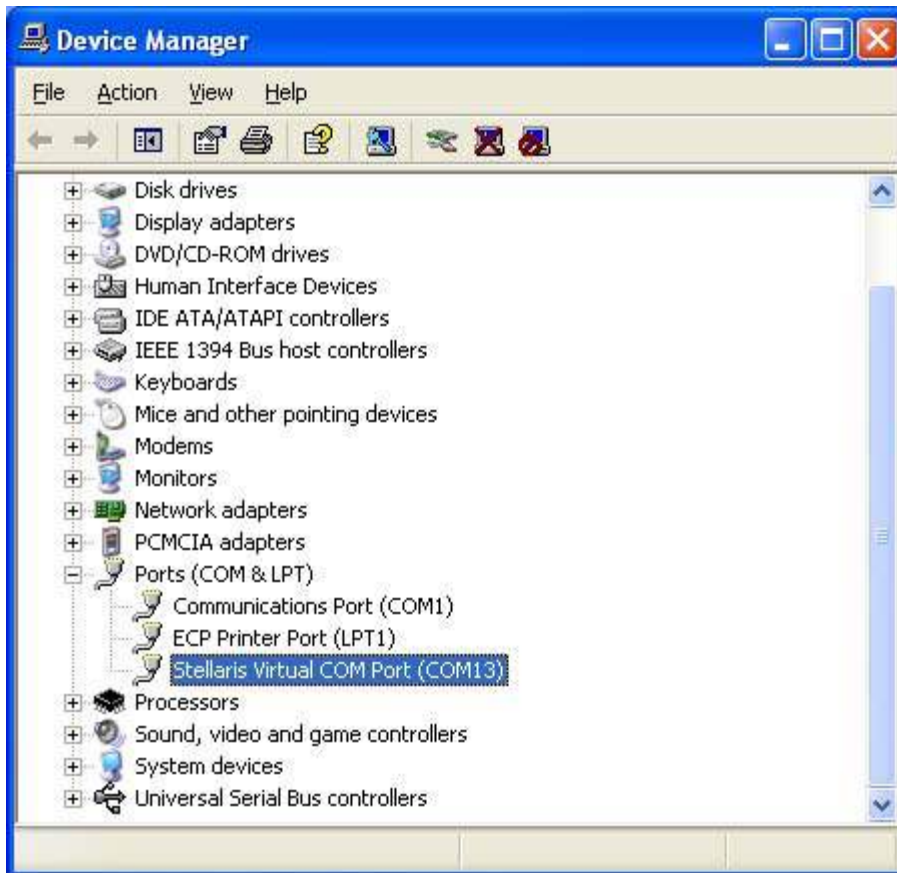 Device Manager
File Action View Help
Disk drives
Display adapters
DVD/CD-ROM drives
Human Interface Devices
IDE ATA/ATAPI controllers
IEEE 1394 Bus host controllers
Keyboards
Mice and other pointing devices
Modems
Monitors
Network adapters
PCMCIA adapters
Ports (COM & LPT)
Communications Port (COM1)
ECP Printer Port (LPT1)
Stellaris Virtual COM Port (COM13)
Processors
Sound, video and game controllers
System devices
Universal Serial Bus controllers